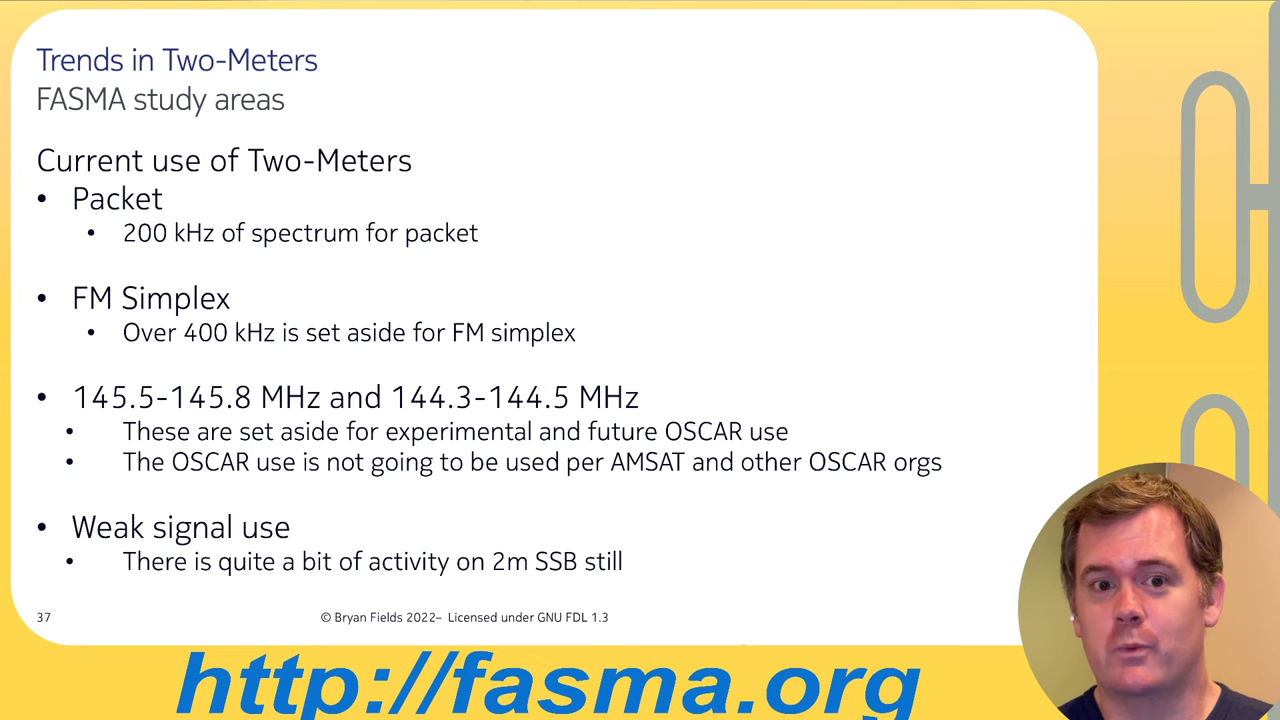 Trends in Two-Meters
FASMA study areas
Current use of Two-Meters
• Packet
• 200 kHz of spectrum for packet
• FM Simplex
• Over 400 kHz is set aside for FM simplex
• 145.5-145.8 MHz and 144.3-144.5 MHz
• These are set aside for experimental and future OSCAR use
• The OSCAR use is not going to be used per AMSAT and other OSCAR orgs
• Weak signal use
• There is quite a bit of activity on 2m SSB still
37 © Bryan Fields 2022– Licensed under GNU FDL 1.3
http://fasma.org